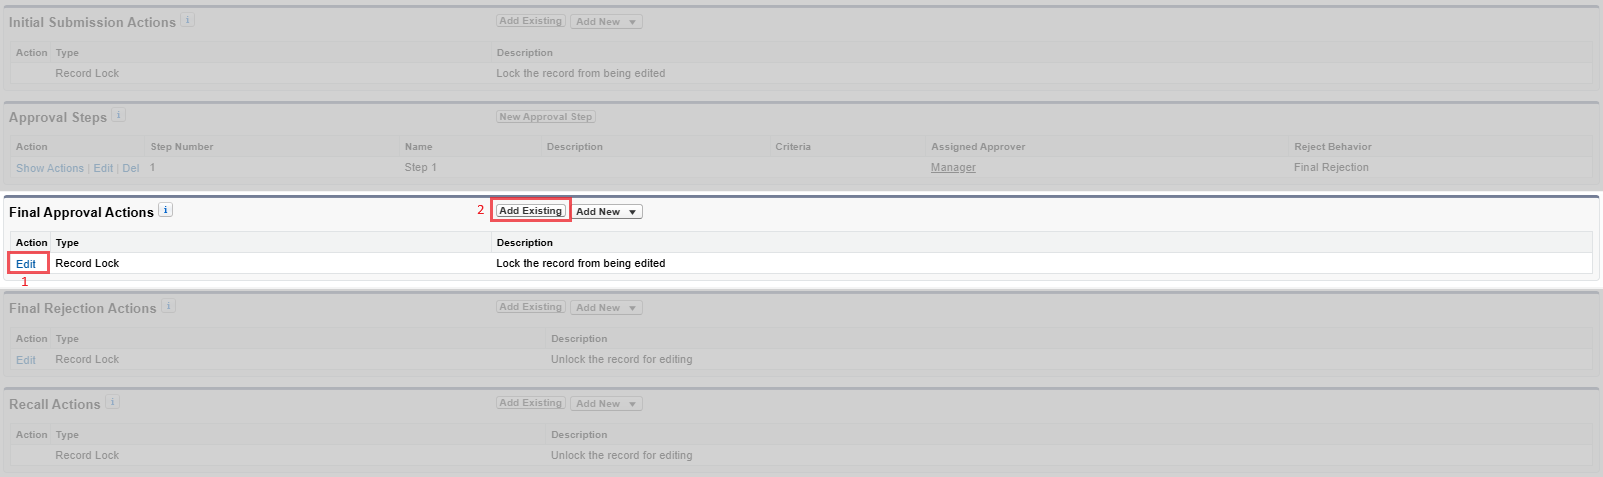 Initial Submission Actions i Add Existing Add New
Action Type Description
Record Lock Lock the record from being edited
Approval Steps i New Approval Step
Action Step Number Name Description Criteria Assigned Approver Reject Behavior
Show Actions | Edit | Del 1 Step 1 Manager Final Rejection
Final Approval Actions i 2 Add Existing Add New
Action Type Description
Edit Record Lock Lock the record from being edited
1
Final Rejection Actions i Add Existing Add New
Action Type Description
Edit Record Lock Unlock the record for editing
Recall Actions i Add Existing Add New
Action Type Description
Record Lock Unlock the record for editing